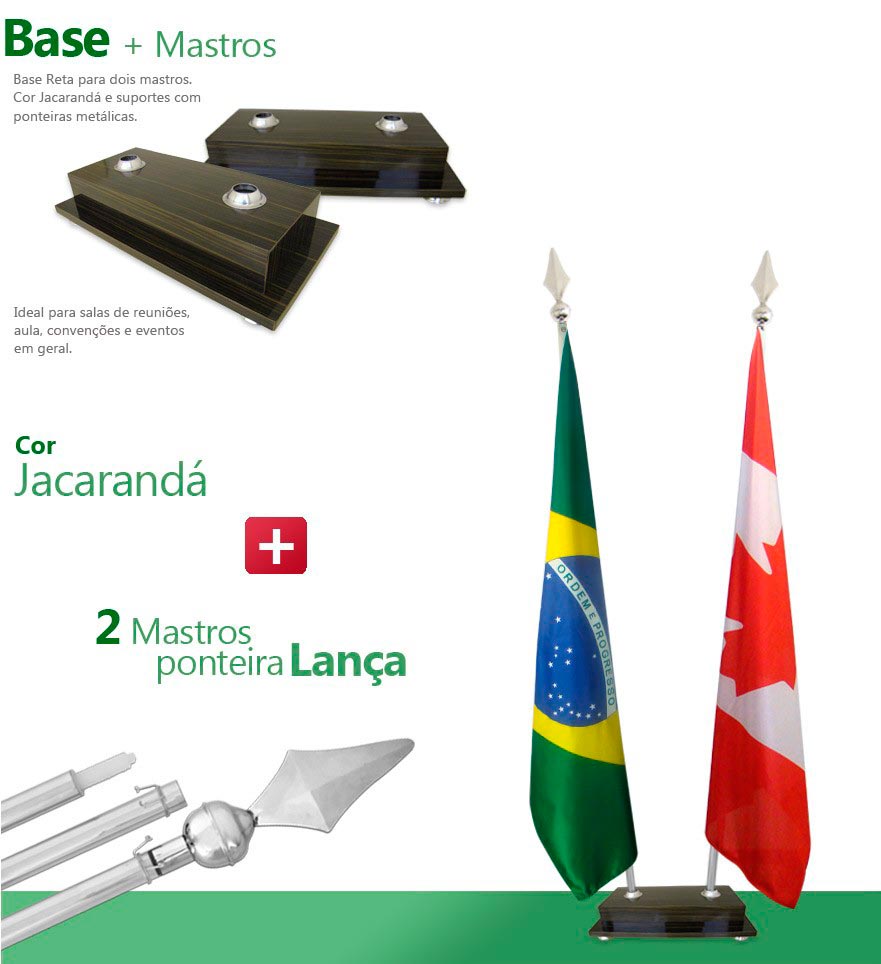 Base + Mastros
Base Reta para dois mastros.
Cor Jacarandá e suportes com
ponteiras metálicas.
Ideal para salas de reuniões,
aula, convenções e eventos
em geral.
Cor
Jacarandá
2 Mastros
ponteira Lança
ORDEM E PROGRESSO